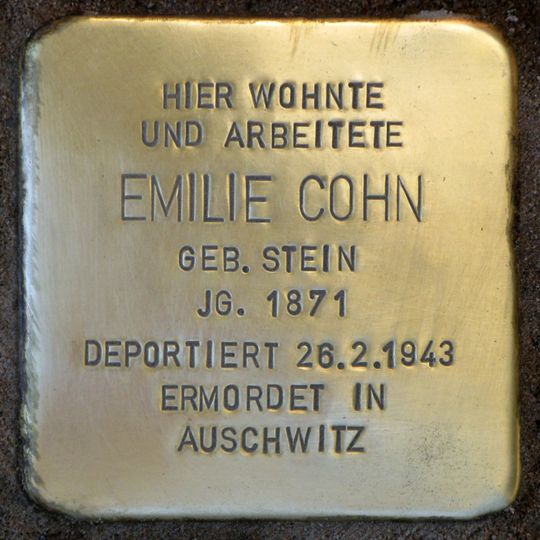 HIER WOHNTE
UND ARBEITETE
EMILIE COHN
GEB. STEIN
JG. 1871
DEPORTIERT 26.2.1943
ERMORDET IN
AUSCHWITZ